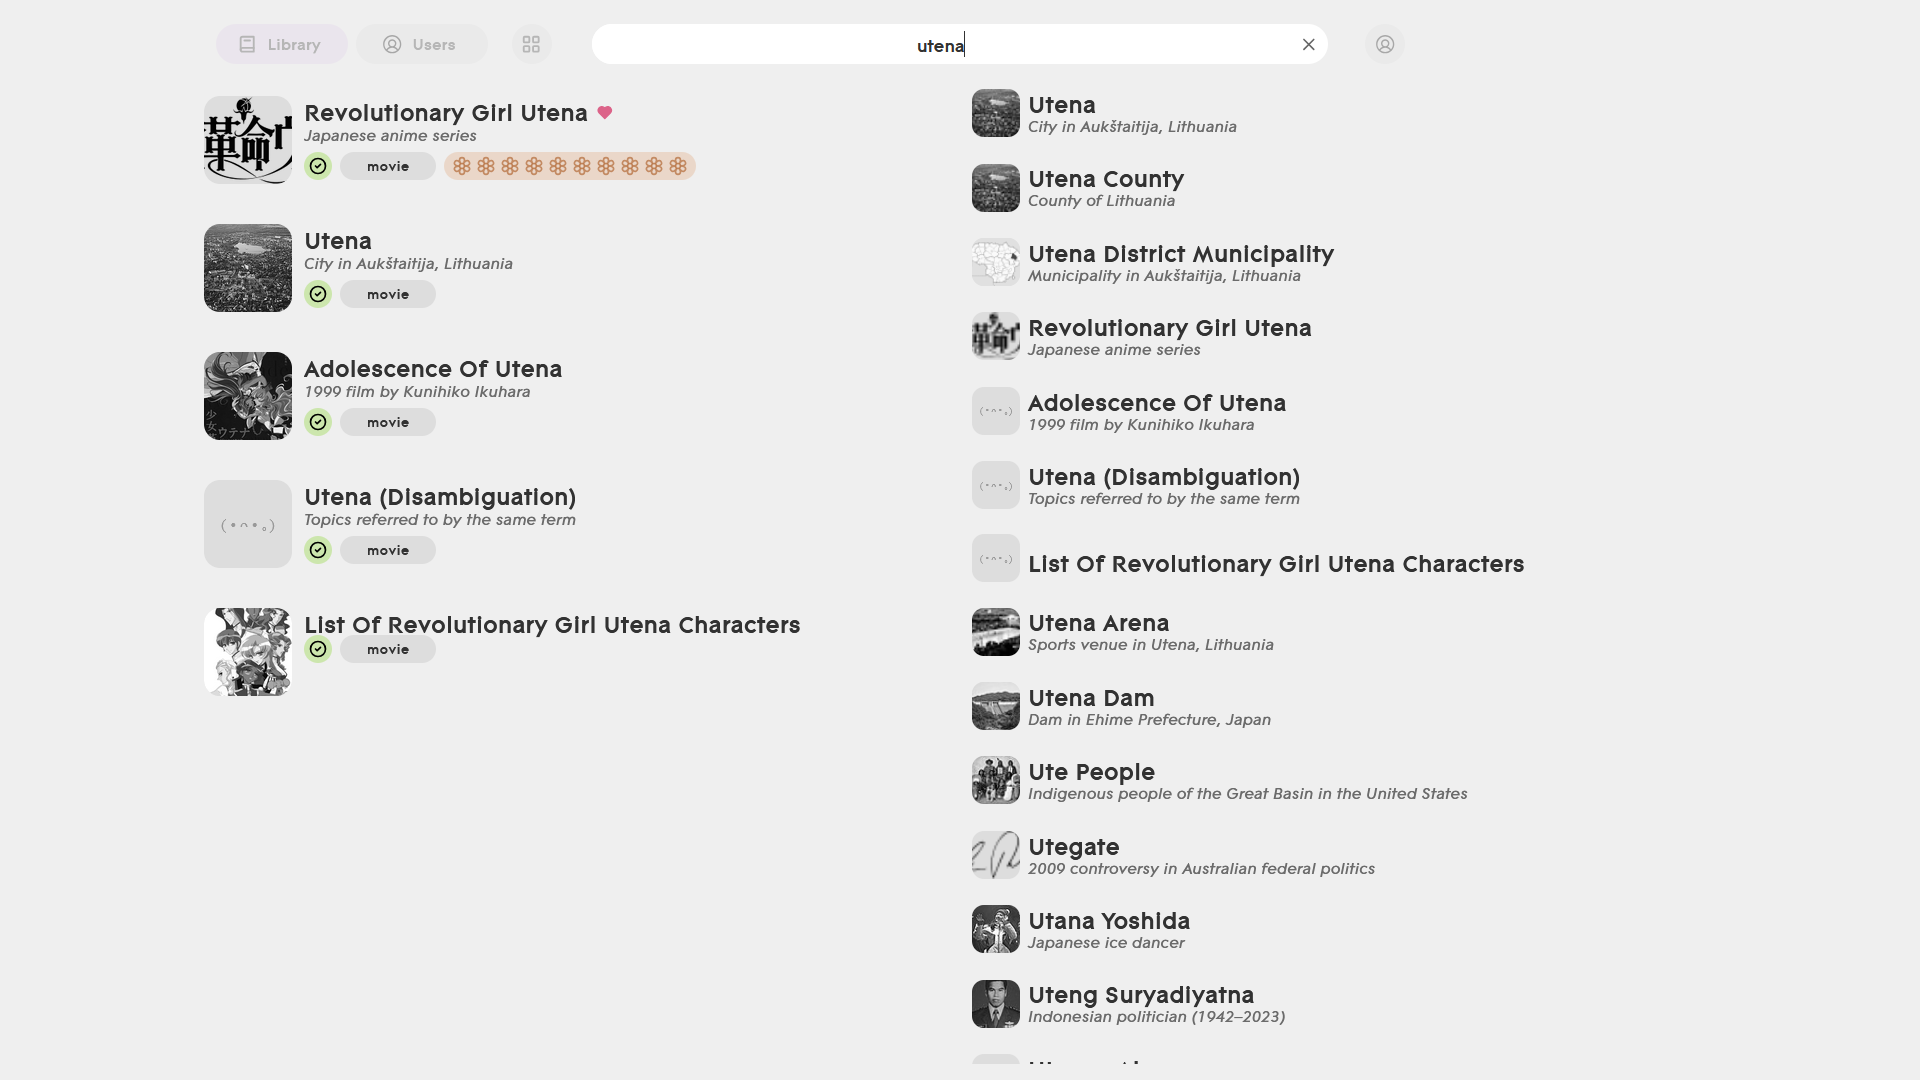 Library
Users
utena
Revolutionary Girl Utena
Japanese anime series
movie
Utena
City in Aukštaitija, Lithuania
movie
Adolescence Of Utena
1999 film by Kunihiko Ikuhara
movie
Utena (Disambiguation)
Topics referred to by the same term
movie
List Of Revolutionary Girl Utena Characters
movie
Utena
City in Aukštaitija, Lithuania
Utena County
County of Lithuania
Utena District Municipality
Municipality in Aukštaitija, Lithuania
Revolutionary Girl Utena
Japanese anime series
Adolescence Of Utena
1999 film by Kunihiko Ikuhara
Utena (Disambiguation)
Topics referred to by the same term
List Of Revolutionary Girl Utena Characters
Utena Arena
Sports venue in Utena, Lithuania
Utena Dam
Dam in Ehime Prefecture, Japan
Ute People
Indigenous people of the Great Basin in the United States
Utegate
2009 controversy in Australian federal politics
Utana Yoshida
Japanese ice dancer
Uteng Suryadiyatna
Indonesian politician (1942–2023)